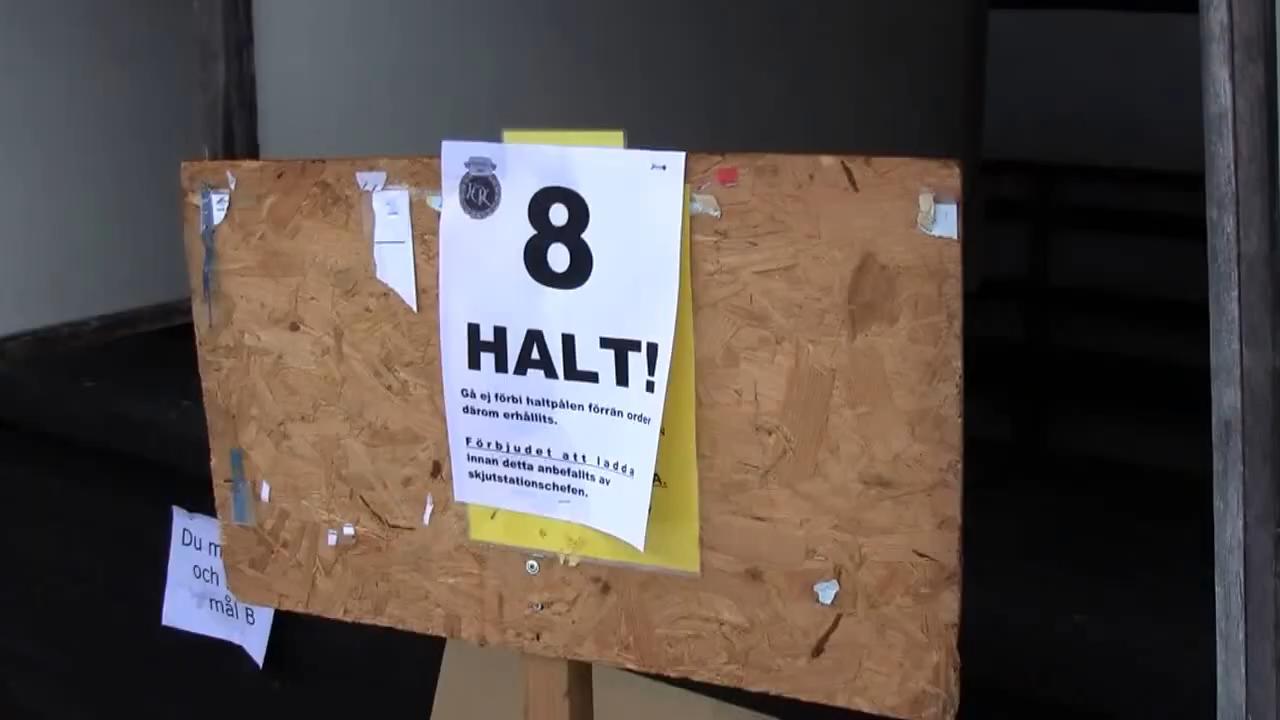 8
HALT!
Gå ej förbi haltpålen förrän order
därom erhållits.
Förbjudet att ladda
innan detta anbefallts av
skjutstationschefen.
A.
Du m
och
mål B